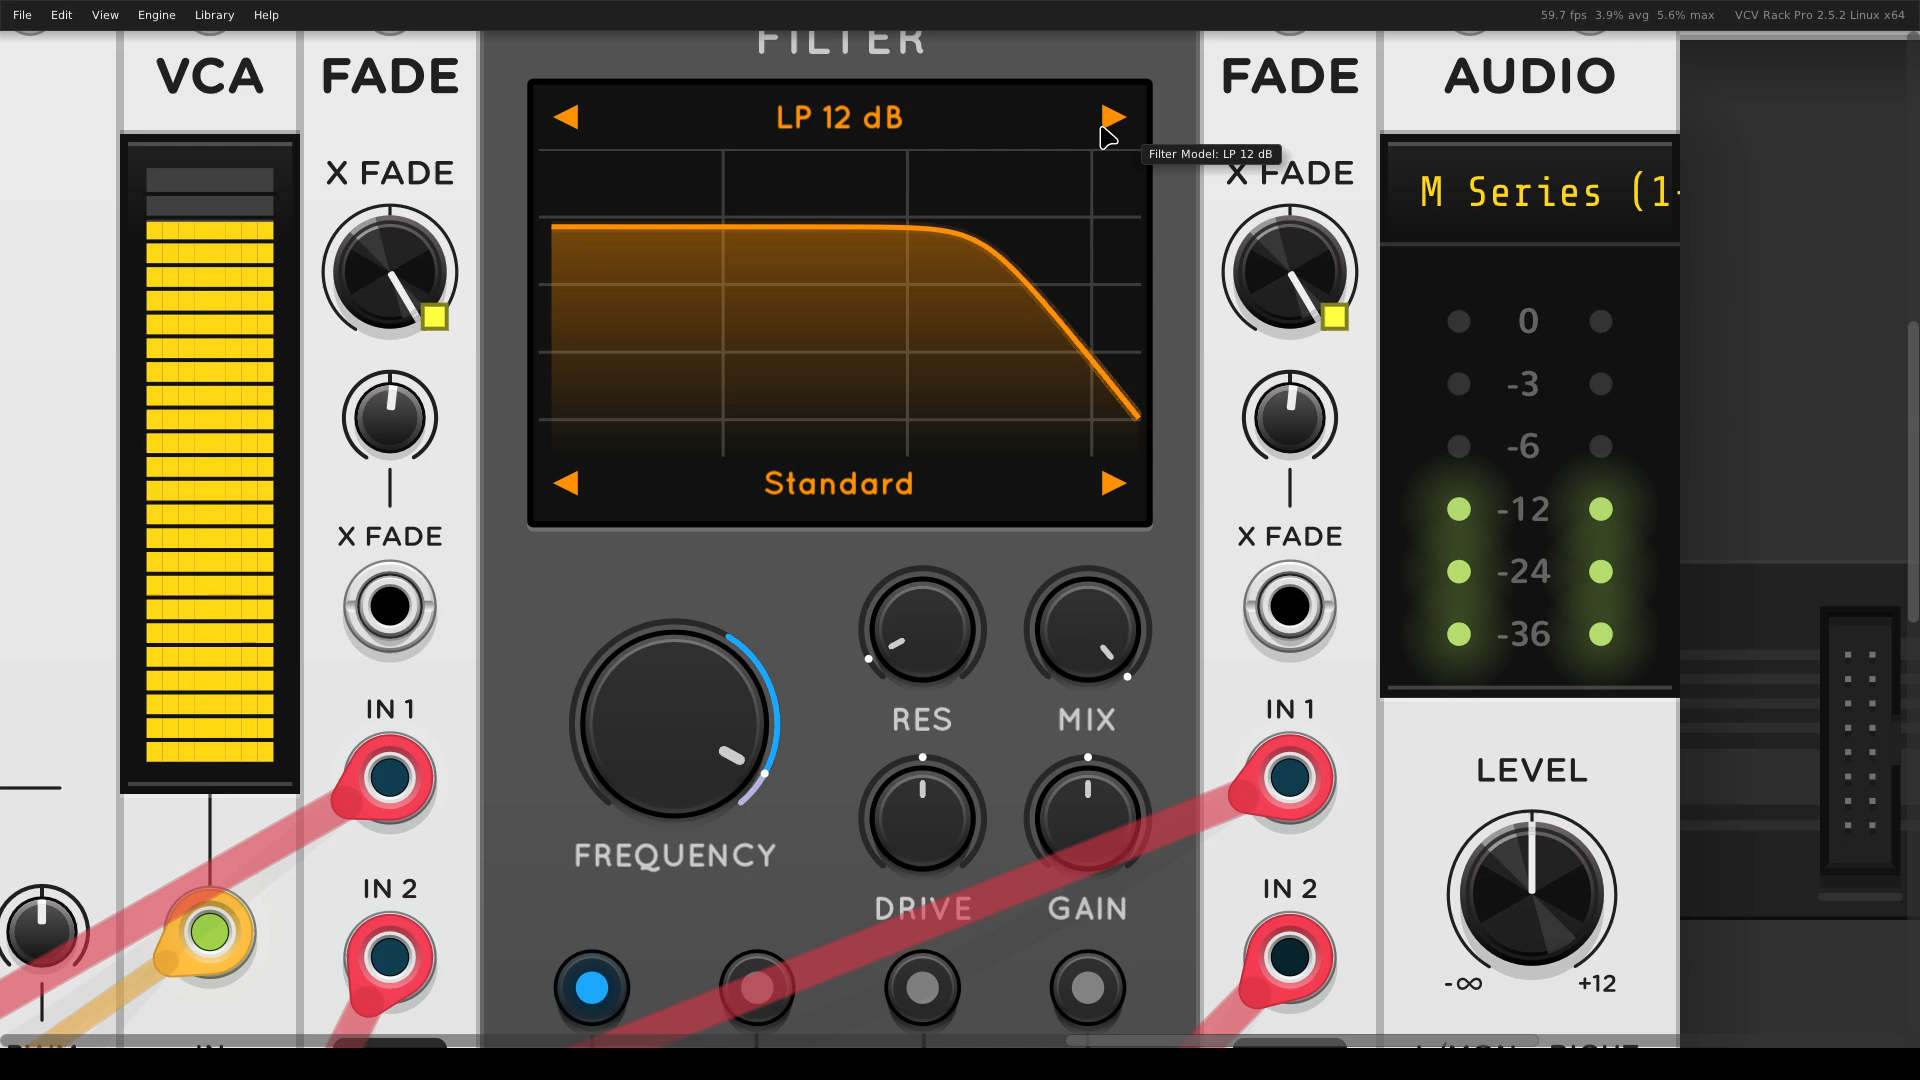 File Edit View Engine Library Help
59.7 fps 3.9% avg 5.6% max VCV Rack Pro 2.5.2 Linux x64
FILTER
VCA
FADE
FADE
AUDIO
LP 12 dB
Filter Model: LP 12 dB
X FADE
X FADE
M Series (1-
0
-3
-6
-12
-24
-36
Standard
X FADE
X FADE
RES
MIX
IN 1
IN 1
LEVEL
FREQUENCY
IN 2
IN 2
DRIVE
GAIN
-∞
+12